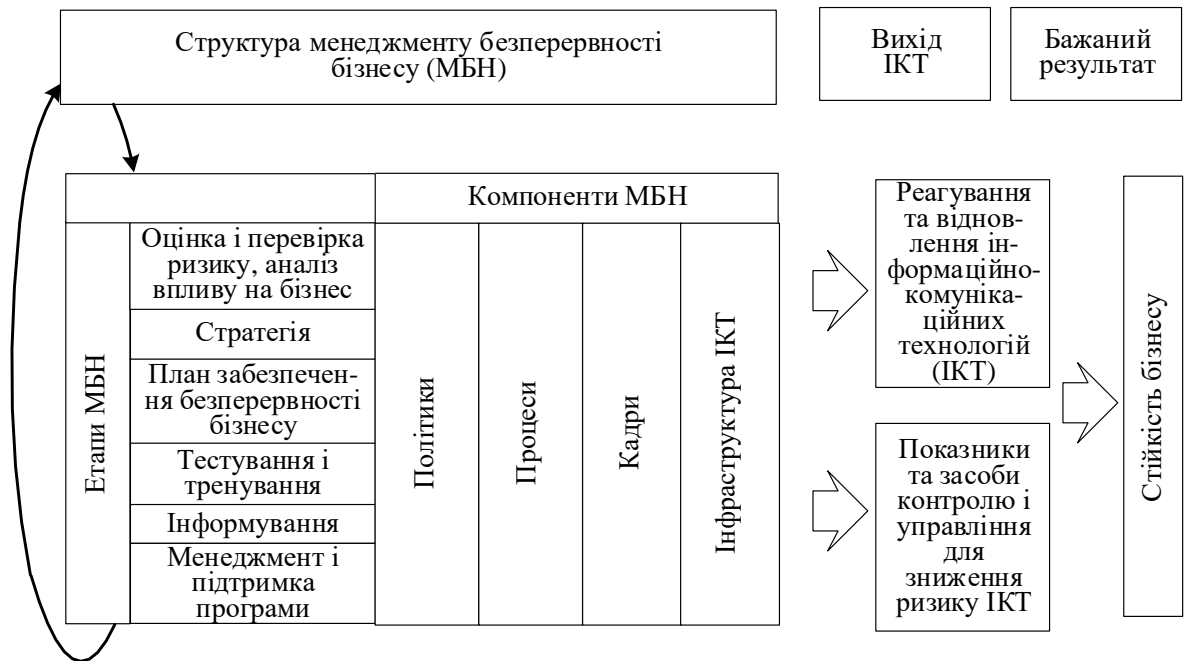 Структура менеджменту безперервності
бізнесу (МБН)
Вихід
ІКТ
Бажаний
результат
Компоненти МБН
Етапи МБН
Оцінка і перевірка
ризику, аналіз
впливу на бізнес
Стратегія
План забезпечен-
ня безперервності
бізнесу
Тестування і
тренування
Інформування
Менеджмент і
підтримка
програми
Політики
Процеси
Кадри
Інфраструктура ІКТ
Реагування
та віднов-
лення ін-
формаційно-
комуніка-
ційних
технологій
(ІКТ)
Показники
та засоби
контролю і
управління
для
зниження
ризику ІКТ
Стійкість бізнесу